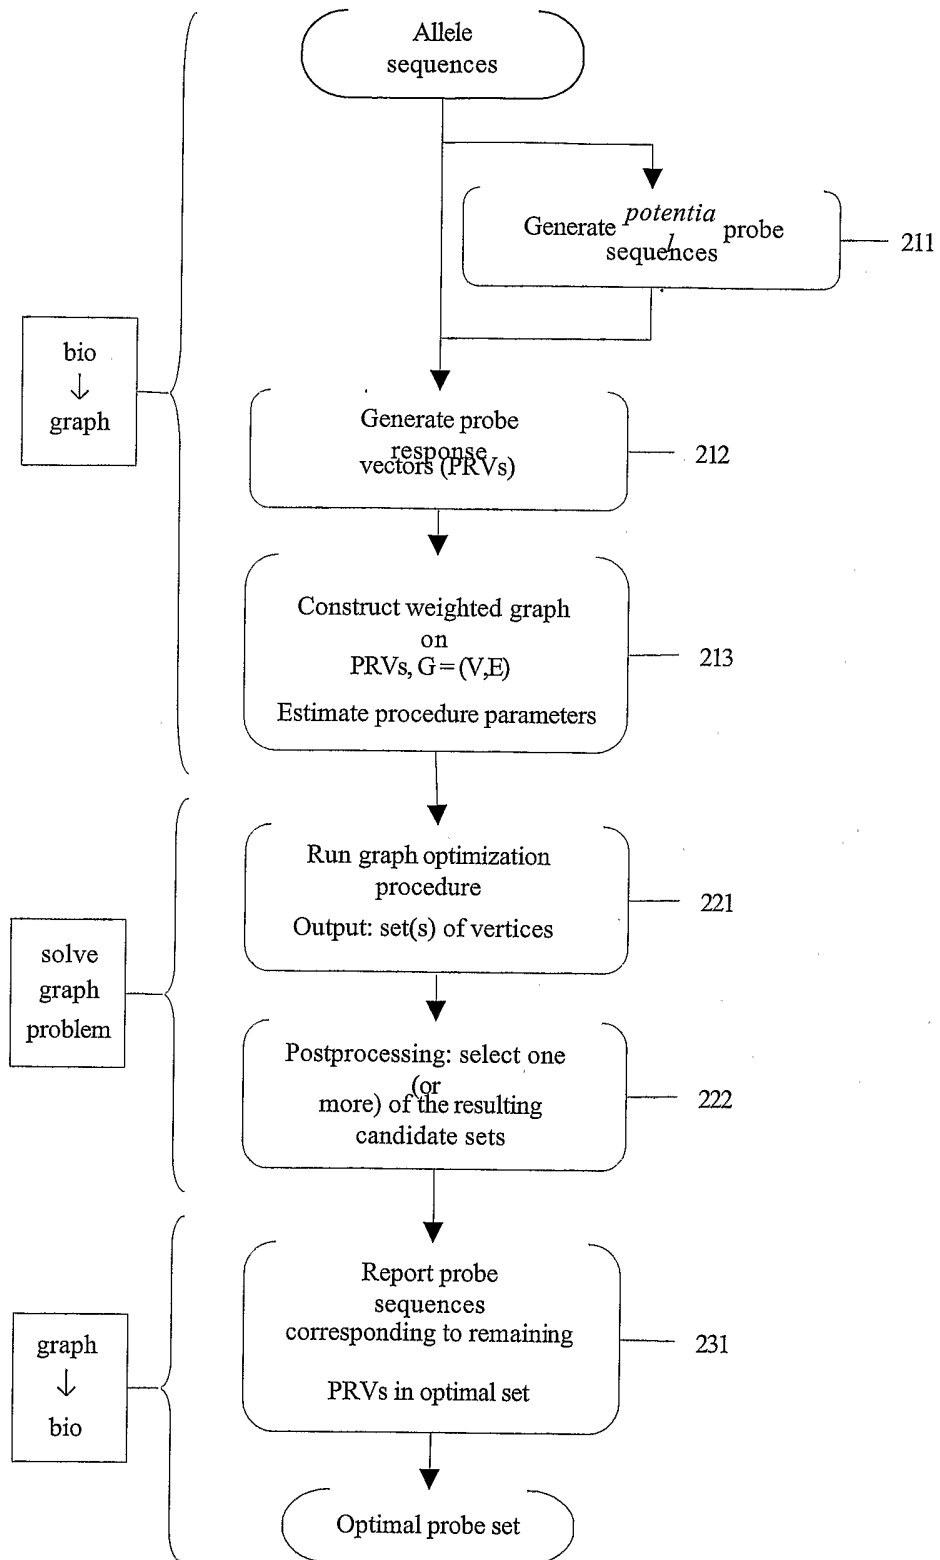 Allele
sequences
Generate potential probe
sequences
211
bio
↓
graph
Generate probe
response
vectors (PRVs)
212
Construct weighted graph
on
PRVs, G = (V,E)
Estimate procedure parameters
213
Run graph optimization
procedure
Output: set(s) of vertices
221
solve
graph
problem
Postprocessing: select one
(or
more) of the resulting
candidate sets
222
Report probe
sequences
corresponding to remaining
PRVs in optimal set
231
graph
↓
bio
Optimal probe set